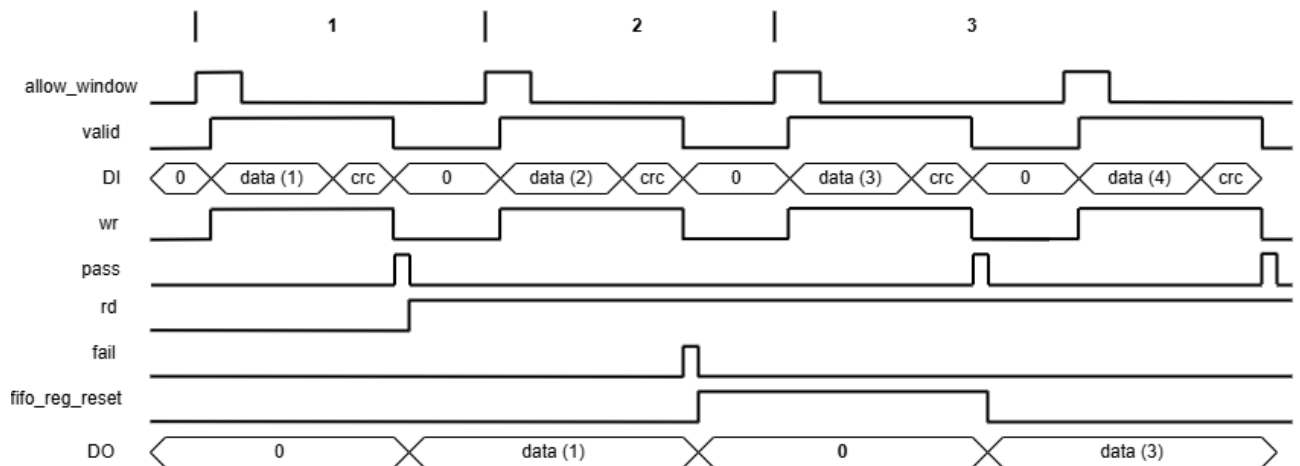 | 1 | 2 | 3
allow_window
valid
DI 0 data (1) crc 0 data (2) crc 0 data (3) crc 0 data (4) crc
wr
pass
rd
fail
fifo_reg_reset
DO 0 data (1) 0 data (3)